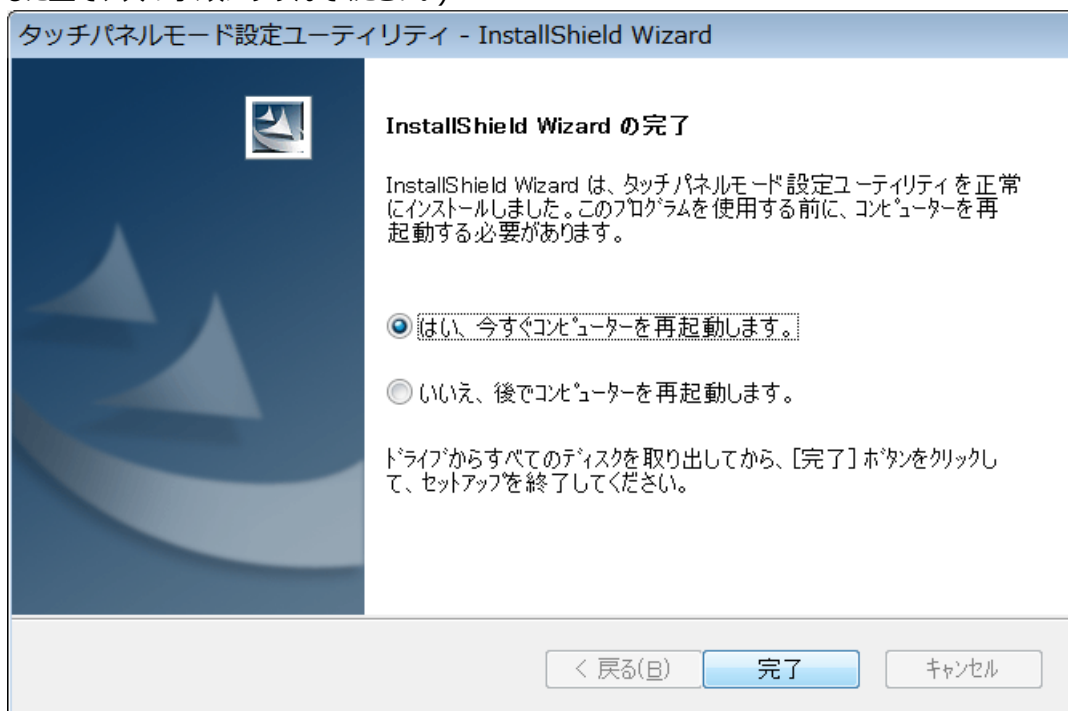 タッチパネルモード設定ユーティリティ - InstallShield Wizard
InstallShield Wizard の完了
InstallShield Wizard は、タッチパネルモード設定ユーティリティを正常
にインストールしました。このプログラムを使用する前に、コンピューターを再
起動する必要があります。
はい、今すぐコンピューターを再起動します。
いいえ、後でコンピューターを再起動します。
ドライブからすべてのディスクを取り出してから、[完了] ボタンをクリックし
て、セットアップを終了してください。
< 戻る(B)
完了
キャンセル